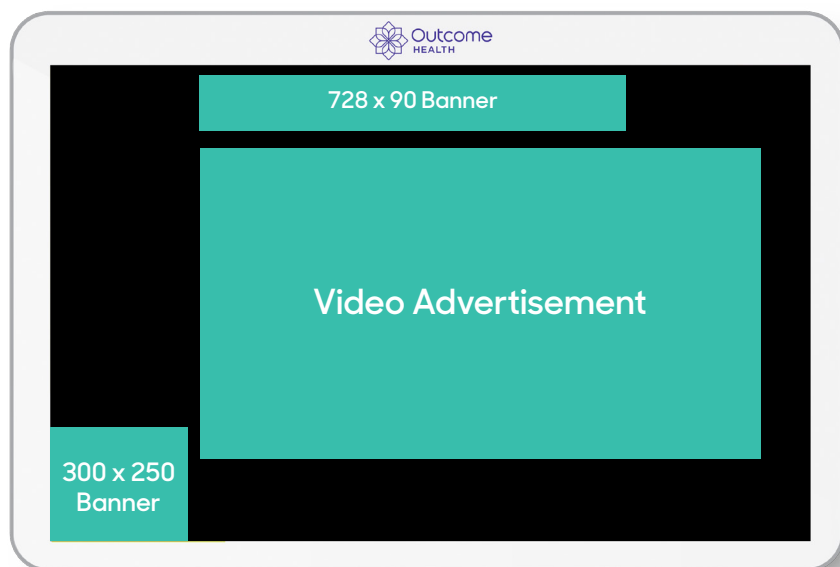 Outcome
HEALTH
728 x 90 Banner
Video Advertisement
300 x 250
Banner